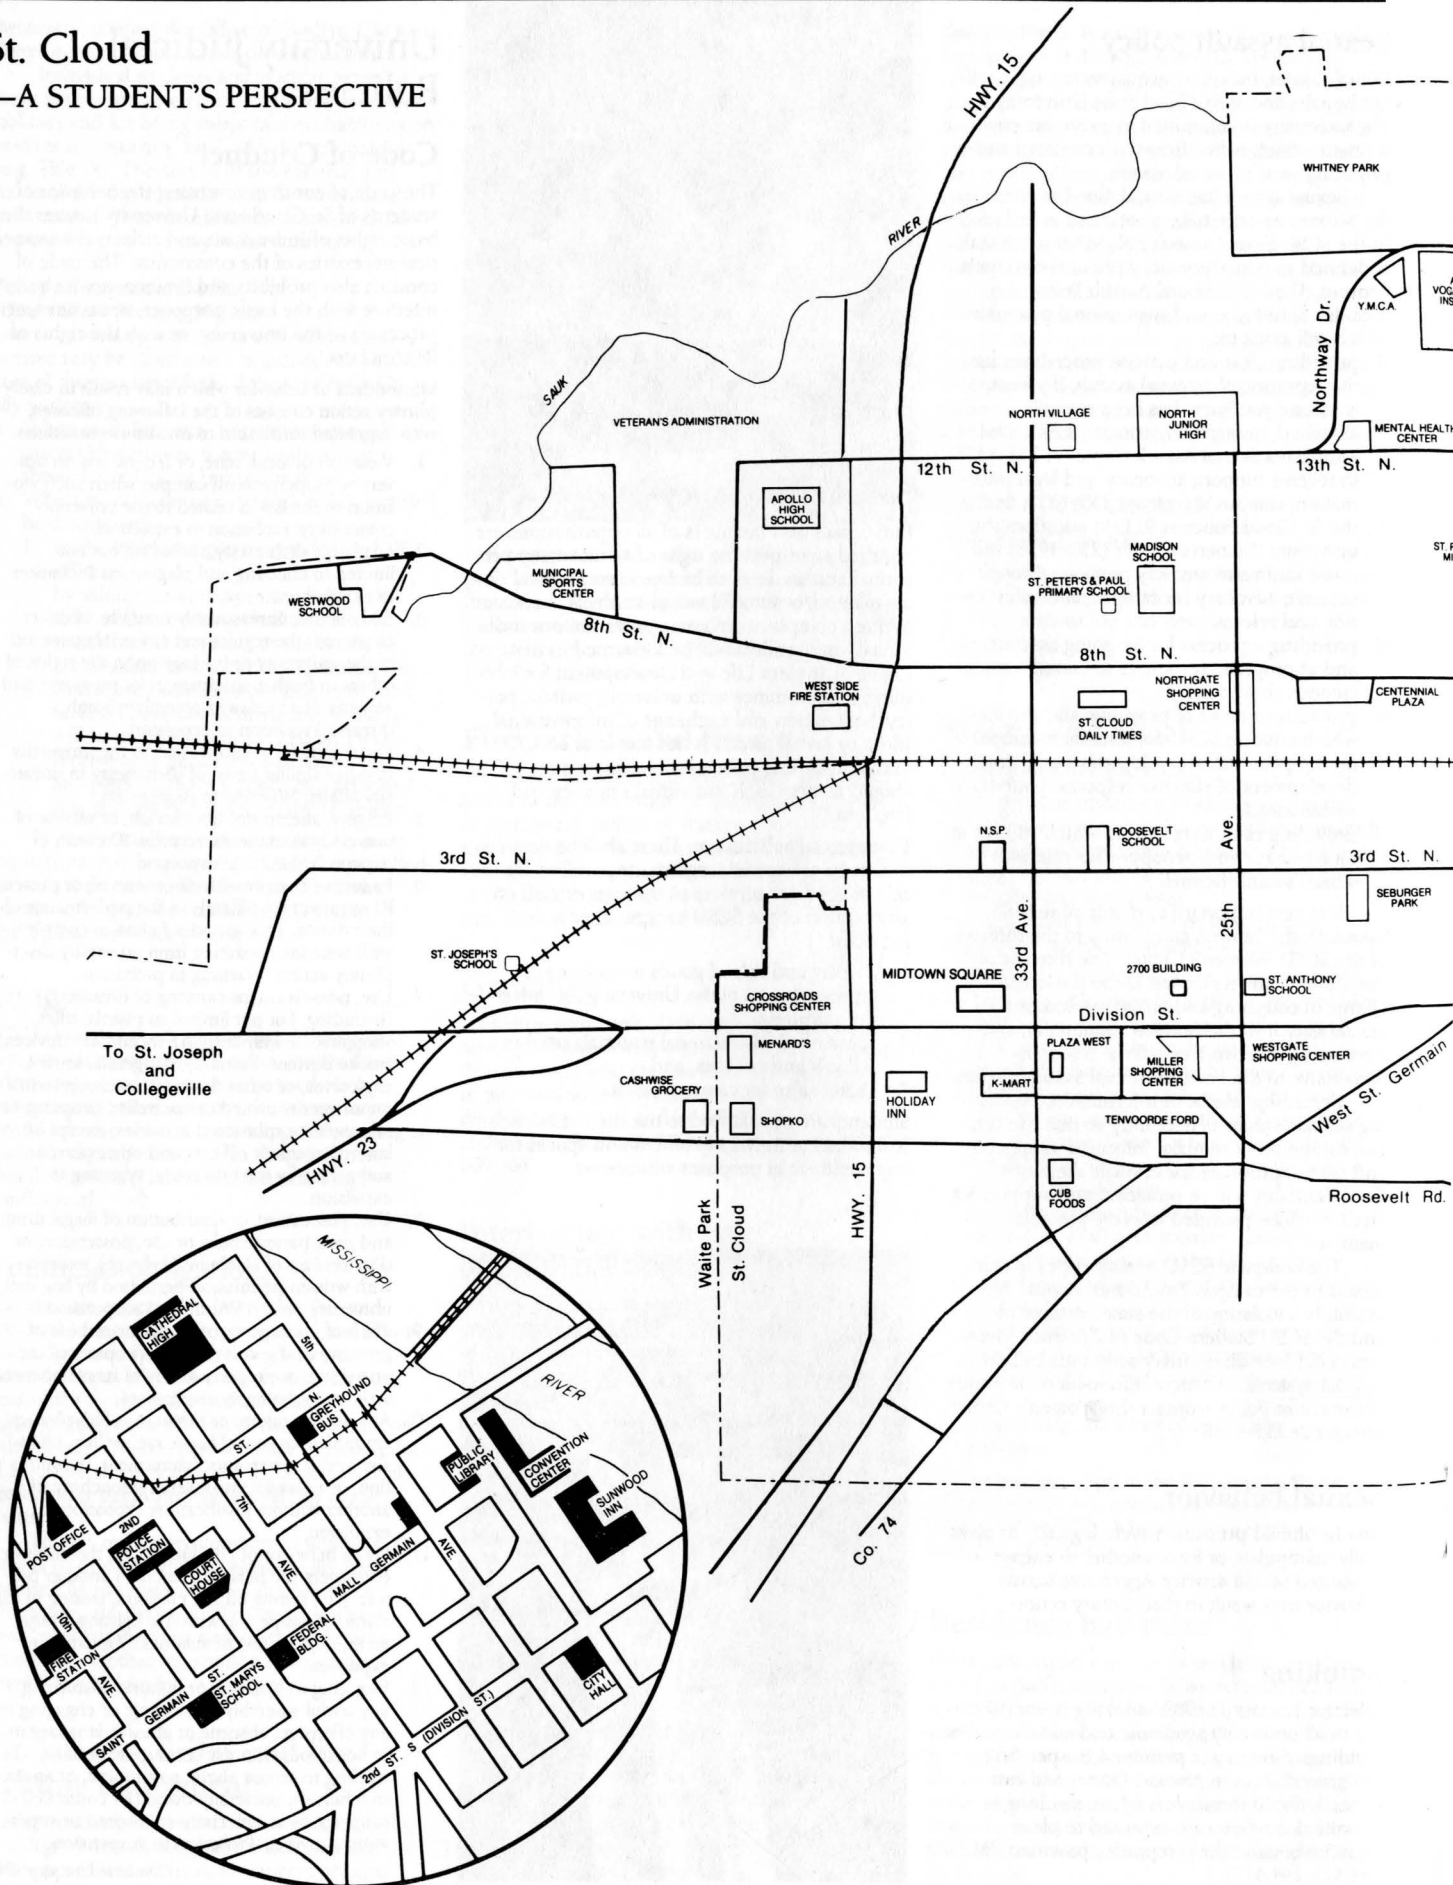 St. Cloud
—A STUDENT'S PERSPECTIVE
HWY. 15
WHITNEY PARK
RIVER
Northway Dr.
Y.M.C.A.
SAUK
VETERAN'S ADMINISTRATION
NORTH VILLAGE
NORTH
JUNIOR
HIGH
MENTAL HEALTH
CENTER
12th St. N.
13th St. N.
APOLLO
HIGH
SCHOOL
MADISON
SCHOOL
MUNICIPAL
SPORTS
CENTER
ST. PETER'S & PAUL
PRIMARY SCHOOL
WESTWOOD
SCHOOL
8th St. N.
8th St. N.
WEST SIDE
FIRE STATION
NORTHGATE
SHOPPING
CENTER
CENTENNIAL
PLAZA
ST. CLOUD
DAILY TIMES
N.S.P.
ROOSEVELT
SCHOOL
25th Ave.
3rd St. N.
3rd St. N.
SEBURGER
PARK
33rd Ave.
ST. JOSEPH'S
SCHOOL
MIDTOWN SQUARE
2700 BUILDING
ST. ANTHONY
SCHOOL
CROSSROADS
SHOPPING CENTER
Division St.
To St. Joseph
and
Collegeville
MENARD'S
PLAZA WEST
MILLER
SHOPPING
CENTER
WESTGATE
SHOPPING CENTER
CASHWISE
GROCERY
K-MART
HOLIDAY
INN
SHOPKO
TENVOORDE FORD
West St. Germain
HWY. 23
CUB
FOODS
Roosevelt Rd.
Waite Park
St. Cloud
HWY. 15
Co. 74
MISSISSIPPI
RIVER
CATHEDRAL
HIGH
5th
N.
ST.
GREYHOUND
BUS
PUBLIC
LIBRARY
CONVENTION
CENTER
SUNWOOD
INN
7th
AVE
POST OFFICE
2ND
POLICE
STATION
COURT
HOUSE
MALL GERMAIN
AVE
10th
AVE
FIRE
STATION
FEDERAL
BLDG.
SAINT GERMAIN ST.
ST. MARYS
SCHOOL
CITY
HALL
2nd ST. S (DIVISION ST.)